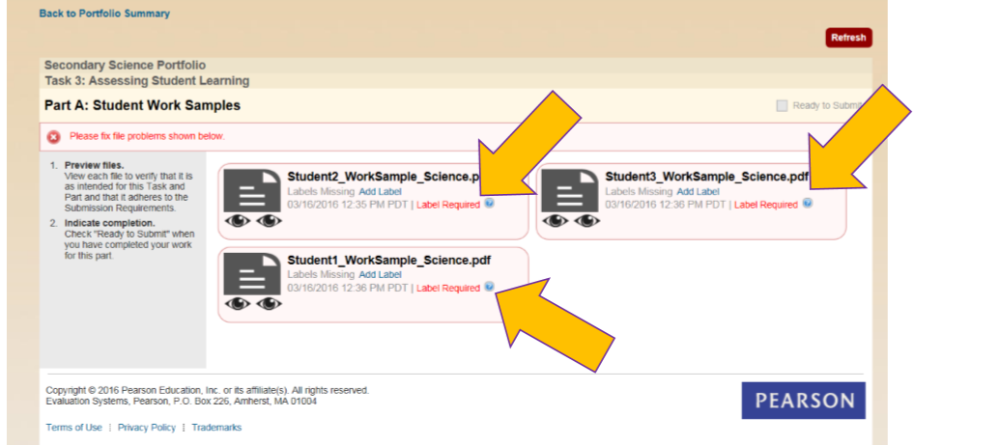 Back to Portfolio Summary
Refresh
Secondary Science Portfolio
Task 3: Assessing Student Learning
Part A: Student Work Samples
Ready to Submit
Please fix file problems shown below.
1. Preview files.
View each file to verify that it is
as intended for this Task and
Part and that it adheres to the
Submission Requirements.
2. Indicate completion.
Check "Ready to Submit" when
you have completed your work
for this part.
Student2_WorkSample_Science.p
Labels Missing Add Label
03/16/2016 12:35 PM PDT | Label Required
Student3_WorkSample_Science.pdf
Labels Missing Add Label
03/16/2016 12:36 PM PDT | Label Required
Student1_WorkSample_Science.pdf
Labels Missing Add Label
03/16/2016 12:36 PM PDT | Label Required
Copyright © 2016 Pearson Education, Inc. or its affiliate(s). All rights reserved.
Evaluation Systems, Pearson, P.O. Box 226, Amherst, MA 01004
PEARSON
Terms of Use | Privacy Policy | Trademarks